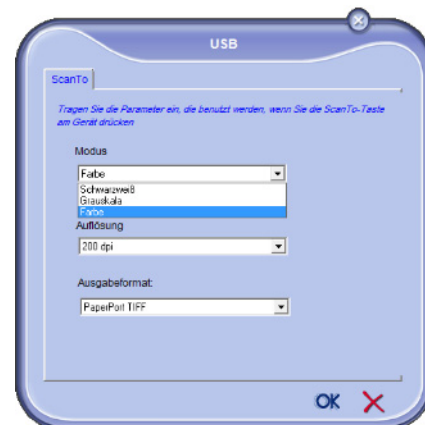 USB
ScanTo
Tragen Sie die Parameter ein, die benutzt werden, wenn Sie die ScanTo-Taste
am Gerät drücken
Modus
Farbe
Schwarzweiß
Grauskala
Farbe
Auflösung
200 dpi
Ausgabeformat:
PaperPort TIFF
OK